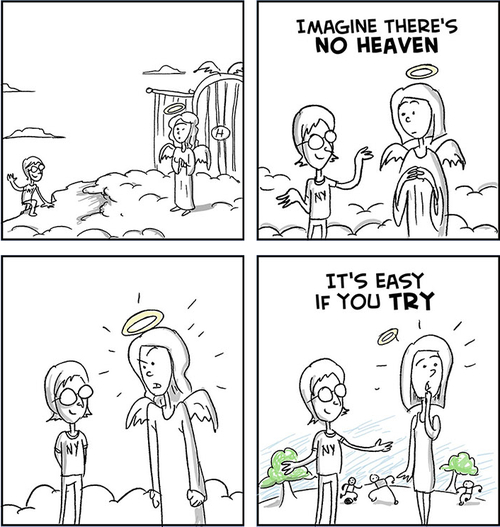 H
IMAGINE THERE'S
NO HEAVEN
NY
NY
IT'S EASY
IF YOU TRY
NY